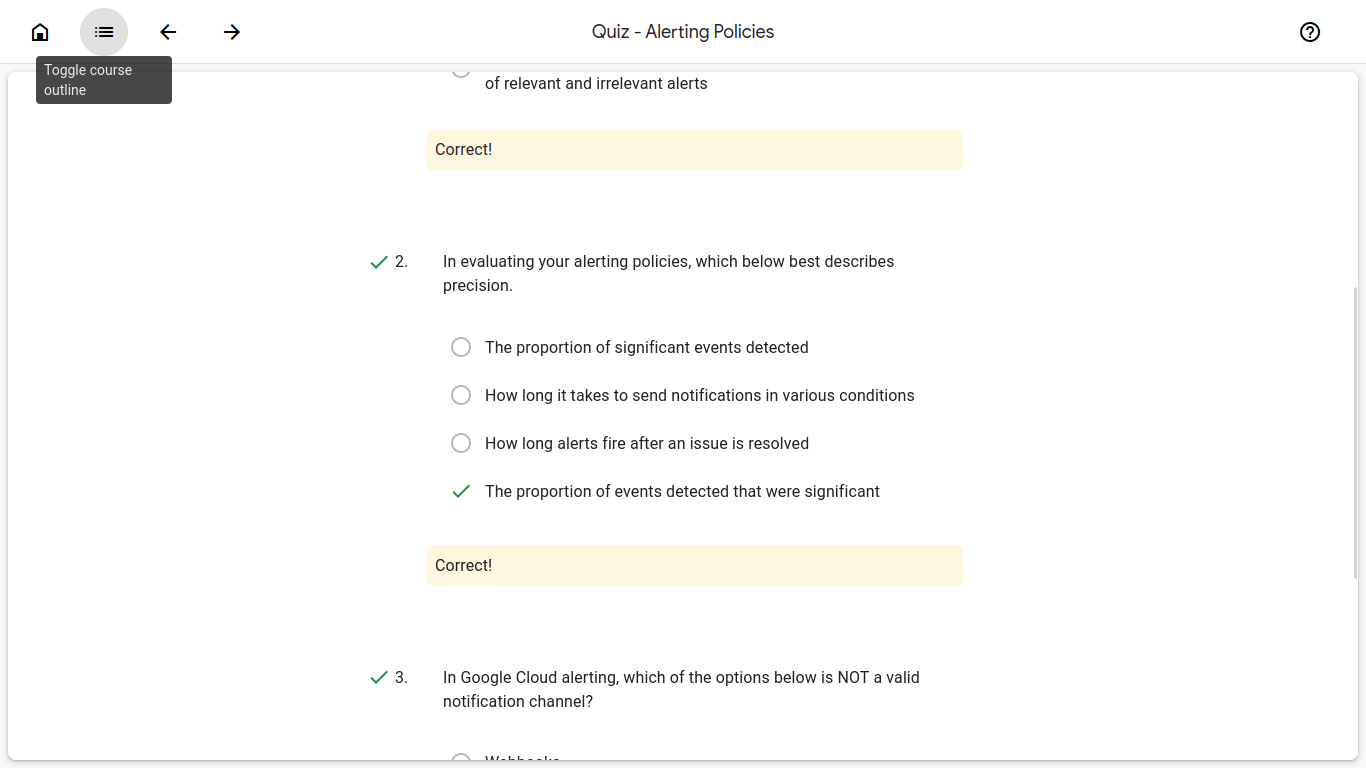 Quiz - Alerting Policies
Toggle course
outline
of relevant and irrelevant alerts
Correct!
2.
In evaluating your alerting policies, which below best describes
precision.
The proportion of significant events detected
How long it takes to send notifications in various conditions
How long alerts fire after an issue is resolved
The proportion of events detected that were significant
Correct!
3.
In Google Cloud alerting, which of the options below is NOT a valid
notification channel?
Webhooks